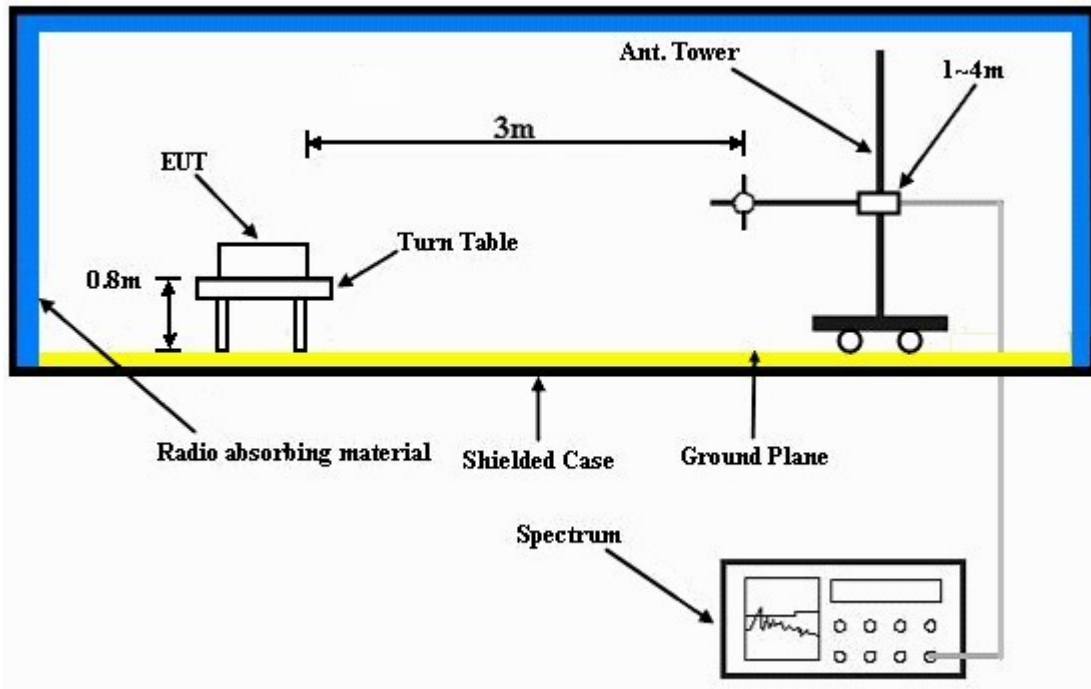 Ant. Tower
1~4m
3m
EUT
Turn Table
0.8m
Radio absorbing material
Shielded Case
Ground Plane
Spectrum